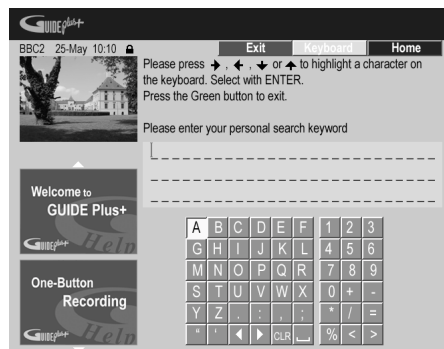 GUIDE Plus+
BBC2 25-May 10:10
Exit Keyboard Home
Please press → , ← , ↓ or ↑ to highlight a character on
the keyboard. Select with ENTER.
Press the Green button to exit.
Please enter your personal search keyword
Welcome to
GUIDE Plus+
GUIDE Plus+ Help
One-Button
Recording
GUIDE Plus+ Help
A B C D E F 1 2 3
G H I J K L 4 5 6
M N O P Q R 7 8 9
S T U V W X 0 + -
Y Z . : , ; * / =
" ' ◀ ▶ CLR ⎵ % < >